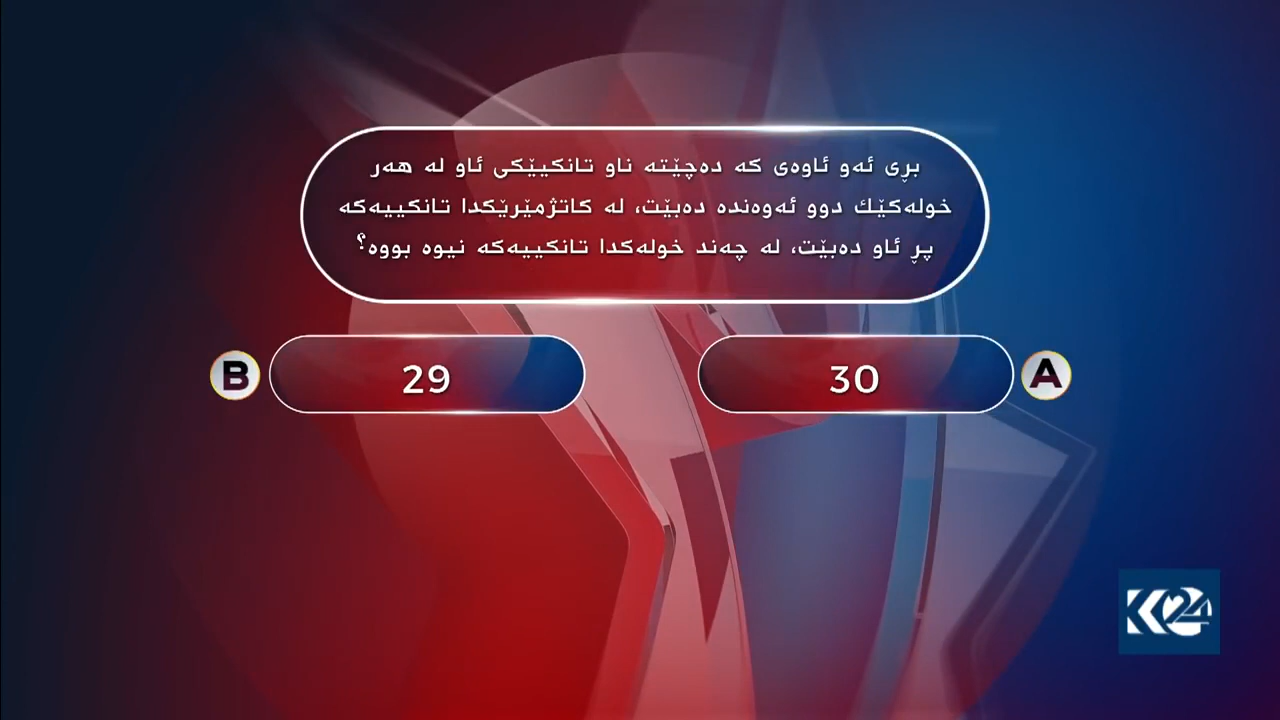 بڕی ئەو ئاوەی کە دەچێتە ناو تانکیێکی ئاو لە هەر
خولەکێك دوو ئەوەندە دەبێت، لە کاتژمێرێکدا تانکییەکە
پڕ ئاو دەبێت، لە چەند خولەکدا تانکییەکە نیوە بووە؟
A 30
B 29
K24